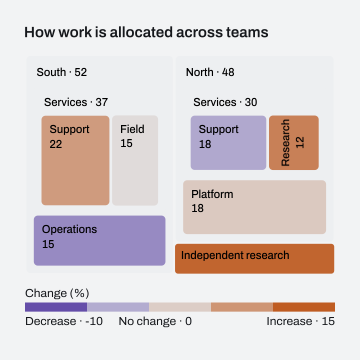 How work is allocated across teams
South · 52
North · 48
Services · 37
Services · 30
Support
22
Field
15
Support
18
Research
12
Platform
18
Operations
15
Independent research
Change (%)
Decrease · -10
No change · 0
Increase · 15